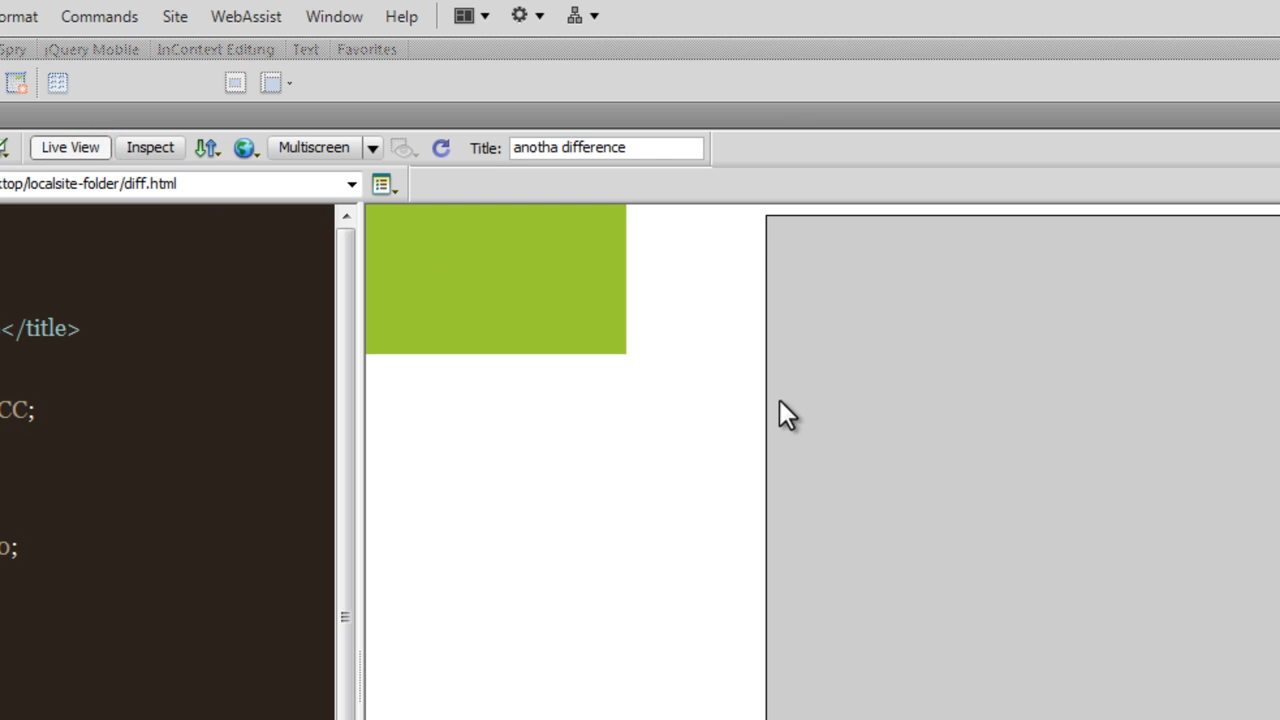 ormat Commands Site WebAssist Window Help
Spry jQuery Mobile InContext Editing Text Favorites
Live View Inspect Multiscreen Title: anotha difference
ktop/localsite-folder/diff.html
</title>
CC;
o;